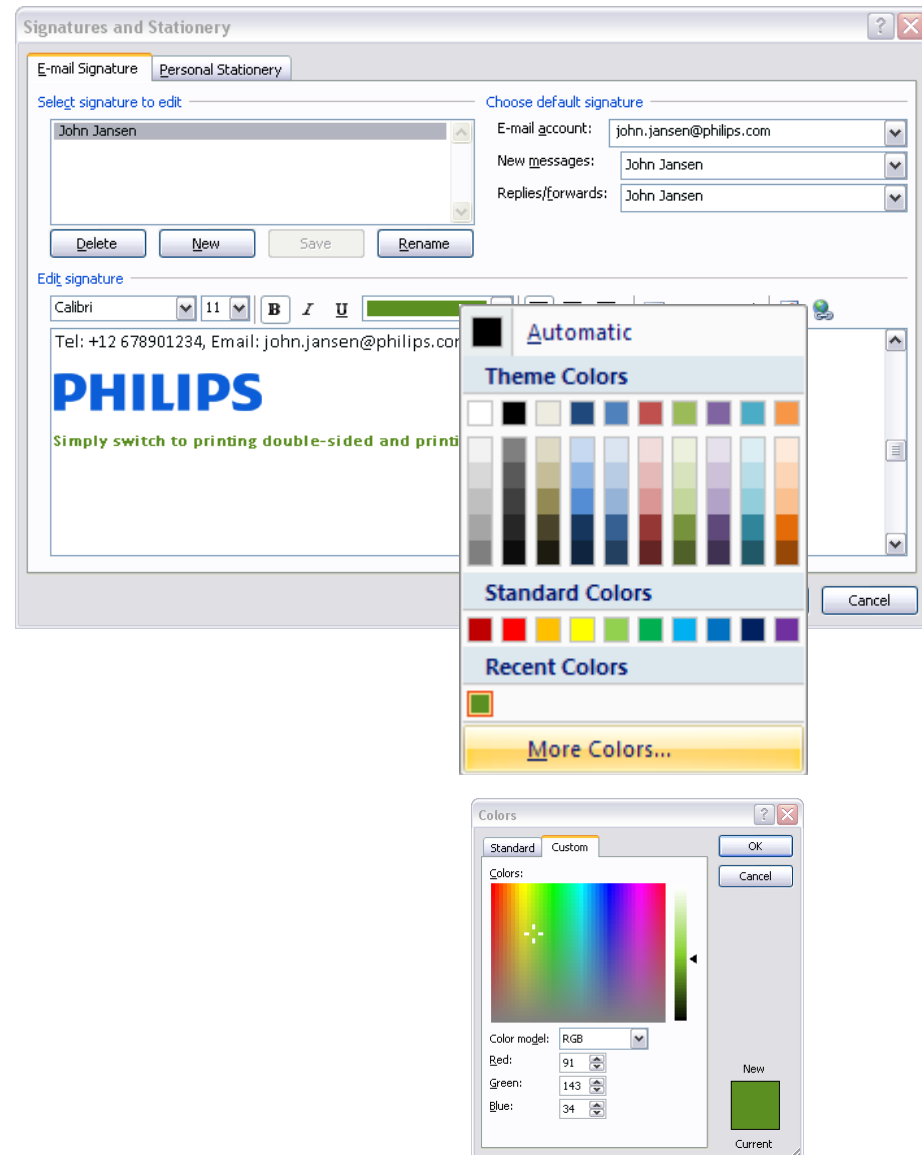 Signatures and Stationery
E-mail Signature Personal Stationery
Select signature to edit Choose default signature
John Jansen
E-mail account: john.jansen@philips.com
New messages: John Jansen
Replies/forwards: John Jansen
Delete New Save Rename
Edit signature
Calibri 11 B I U
Tel: +12 678901234, Email: john.jansen@philips.com
PHILIPS
Simply switch to printing double-sided and
Cancel
Automatic
Theme Colors
Standard Colors
Recent Colors
More Colors...
Colors
Standard Custom
OK
Cancel
Colors:
Color model: RGB
Red: 91
Green: 143
Blue: 34
New
Current